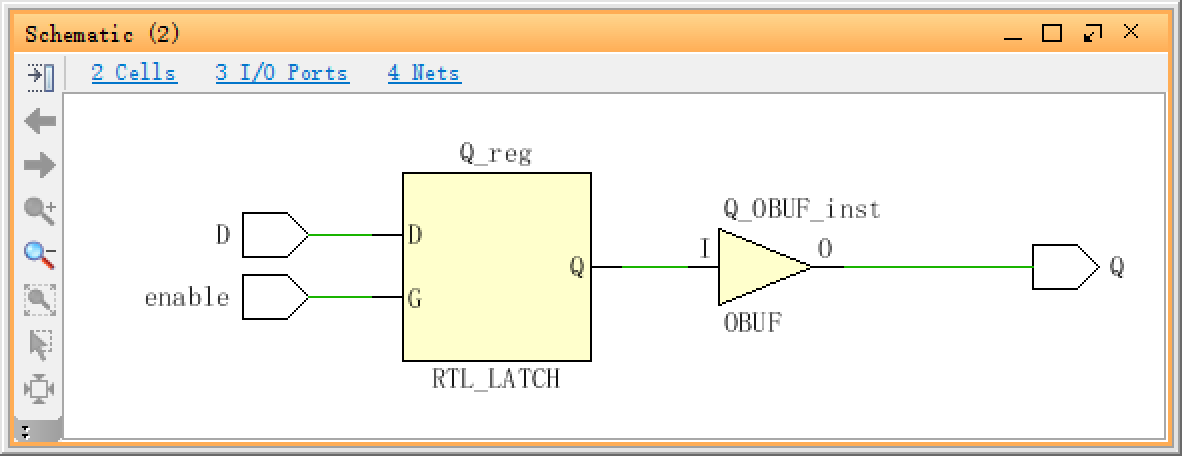 Schematic (2)
2 Cells 3 I/O Ports 4 Nets
Q_reg
Q_OBUF_inst
D D
I O
Q Q
enable G
OBUF
RTL_LATCH